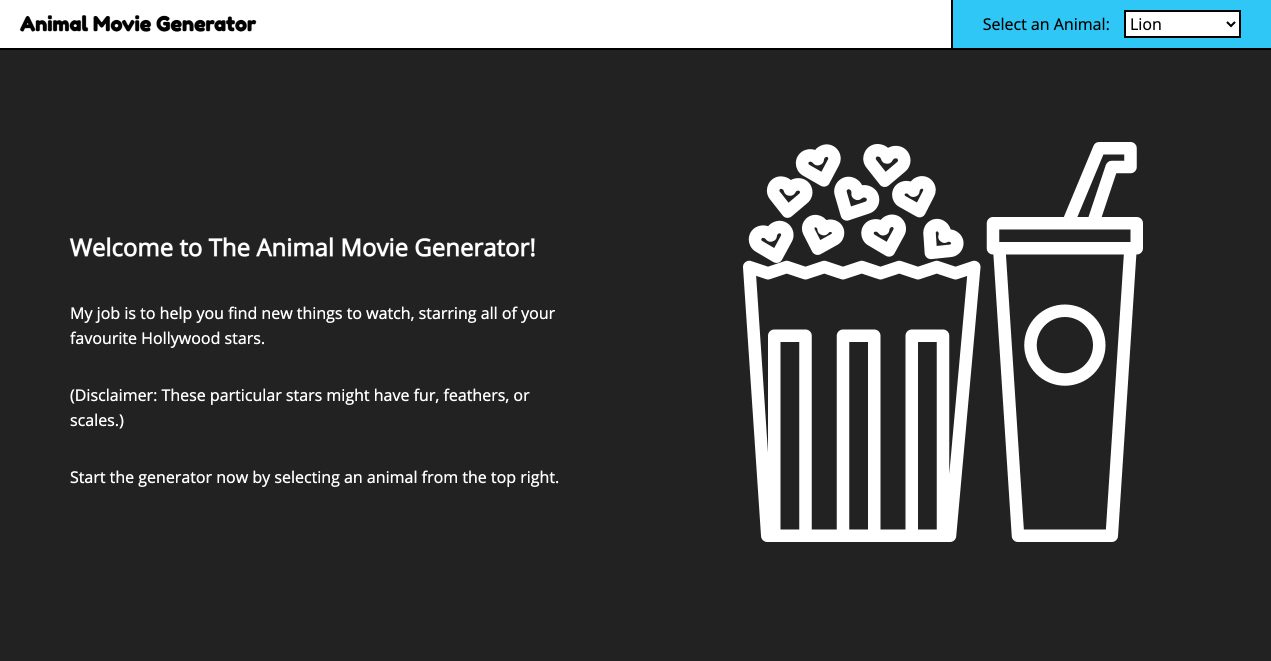 Animal Movie Generator
Select an Animal: Lion
Welcome to The Animal Movie Generator!
My job is to help you find new things to watch, starring all of your
favourite Hollywood stars.
(Disclaimer: These particular stars might have fur, feathers, or
scales.)
Start the generator now by selecting an animal from the top right.